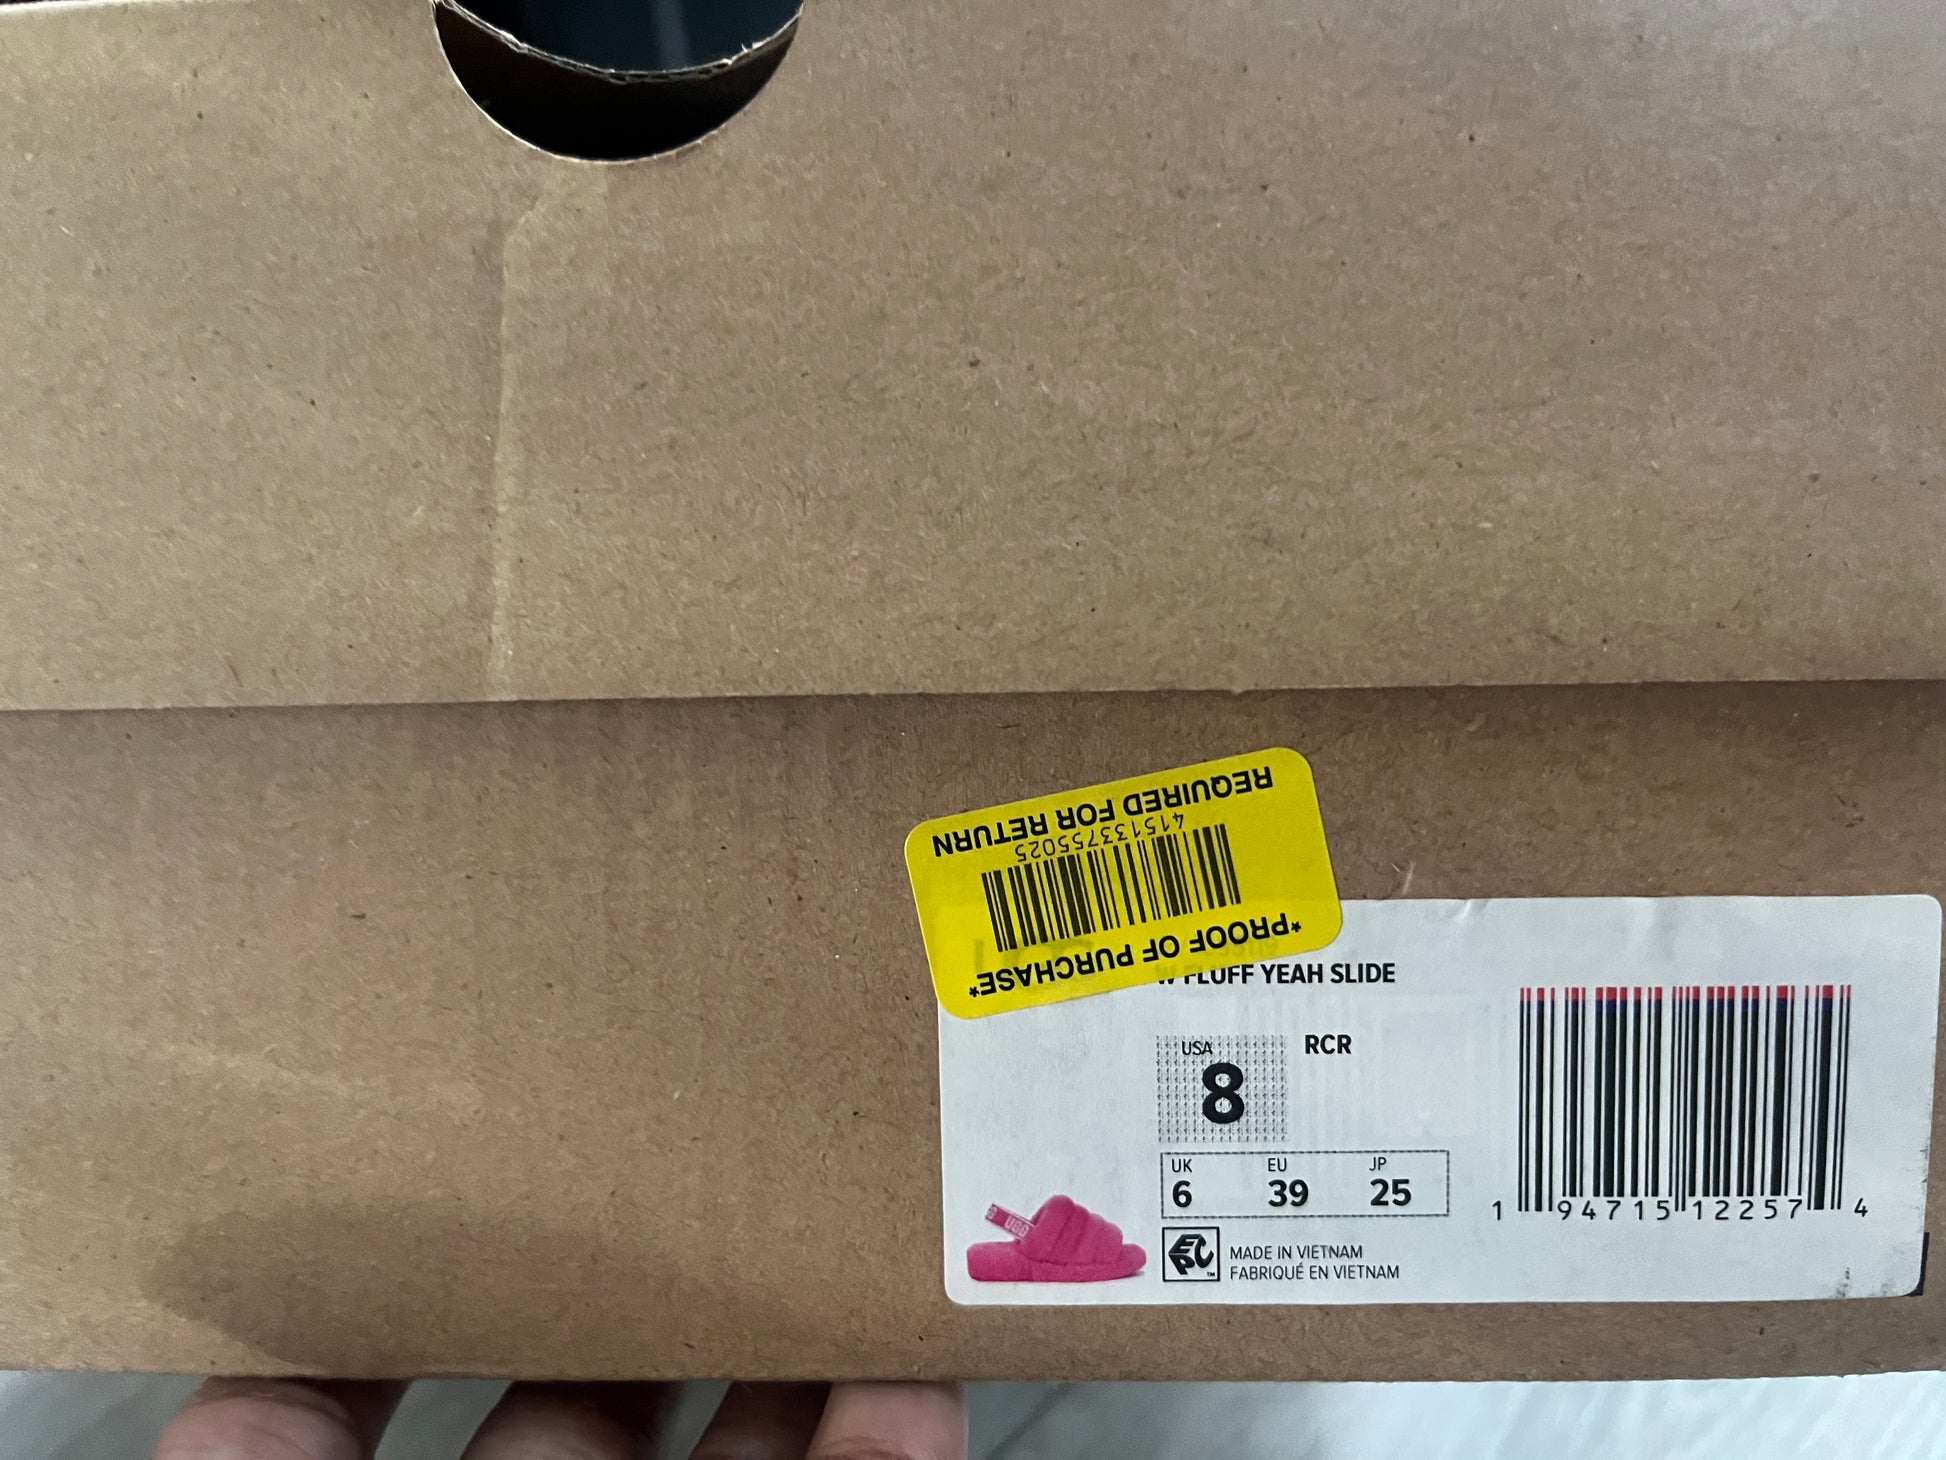 *PROOF OF PURCHASE*
415133755025
REQUIRED FOR RETURN
W FLUFF YEAH SLIDE
USA
8
RCR
UK EU JP
6 39 25
UGG
MADE IN VIETNAM
FABRIQUÉ EN VIETNAM
1 94715 12257 4